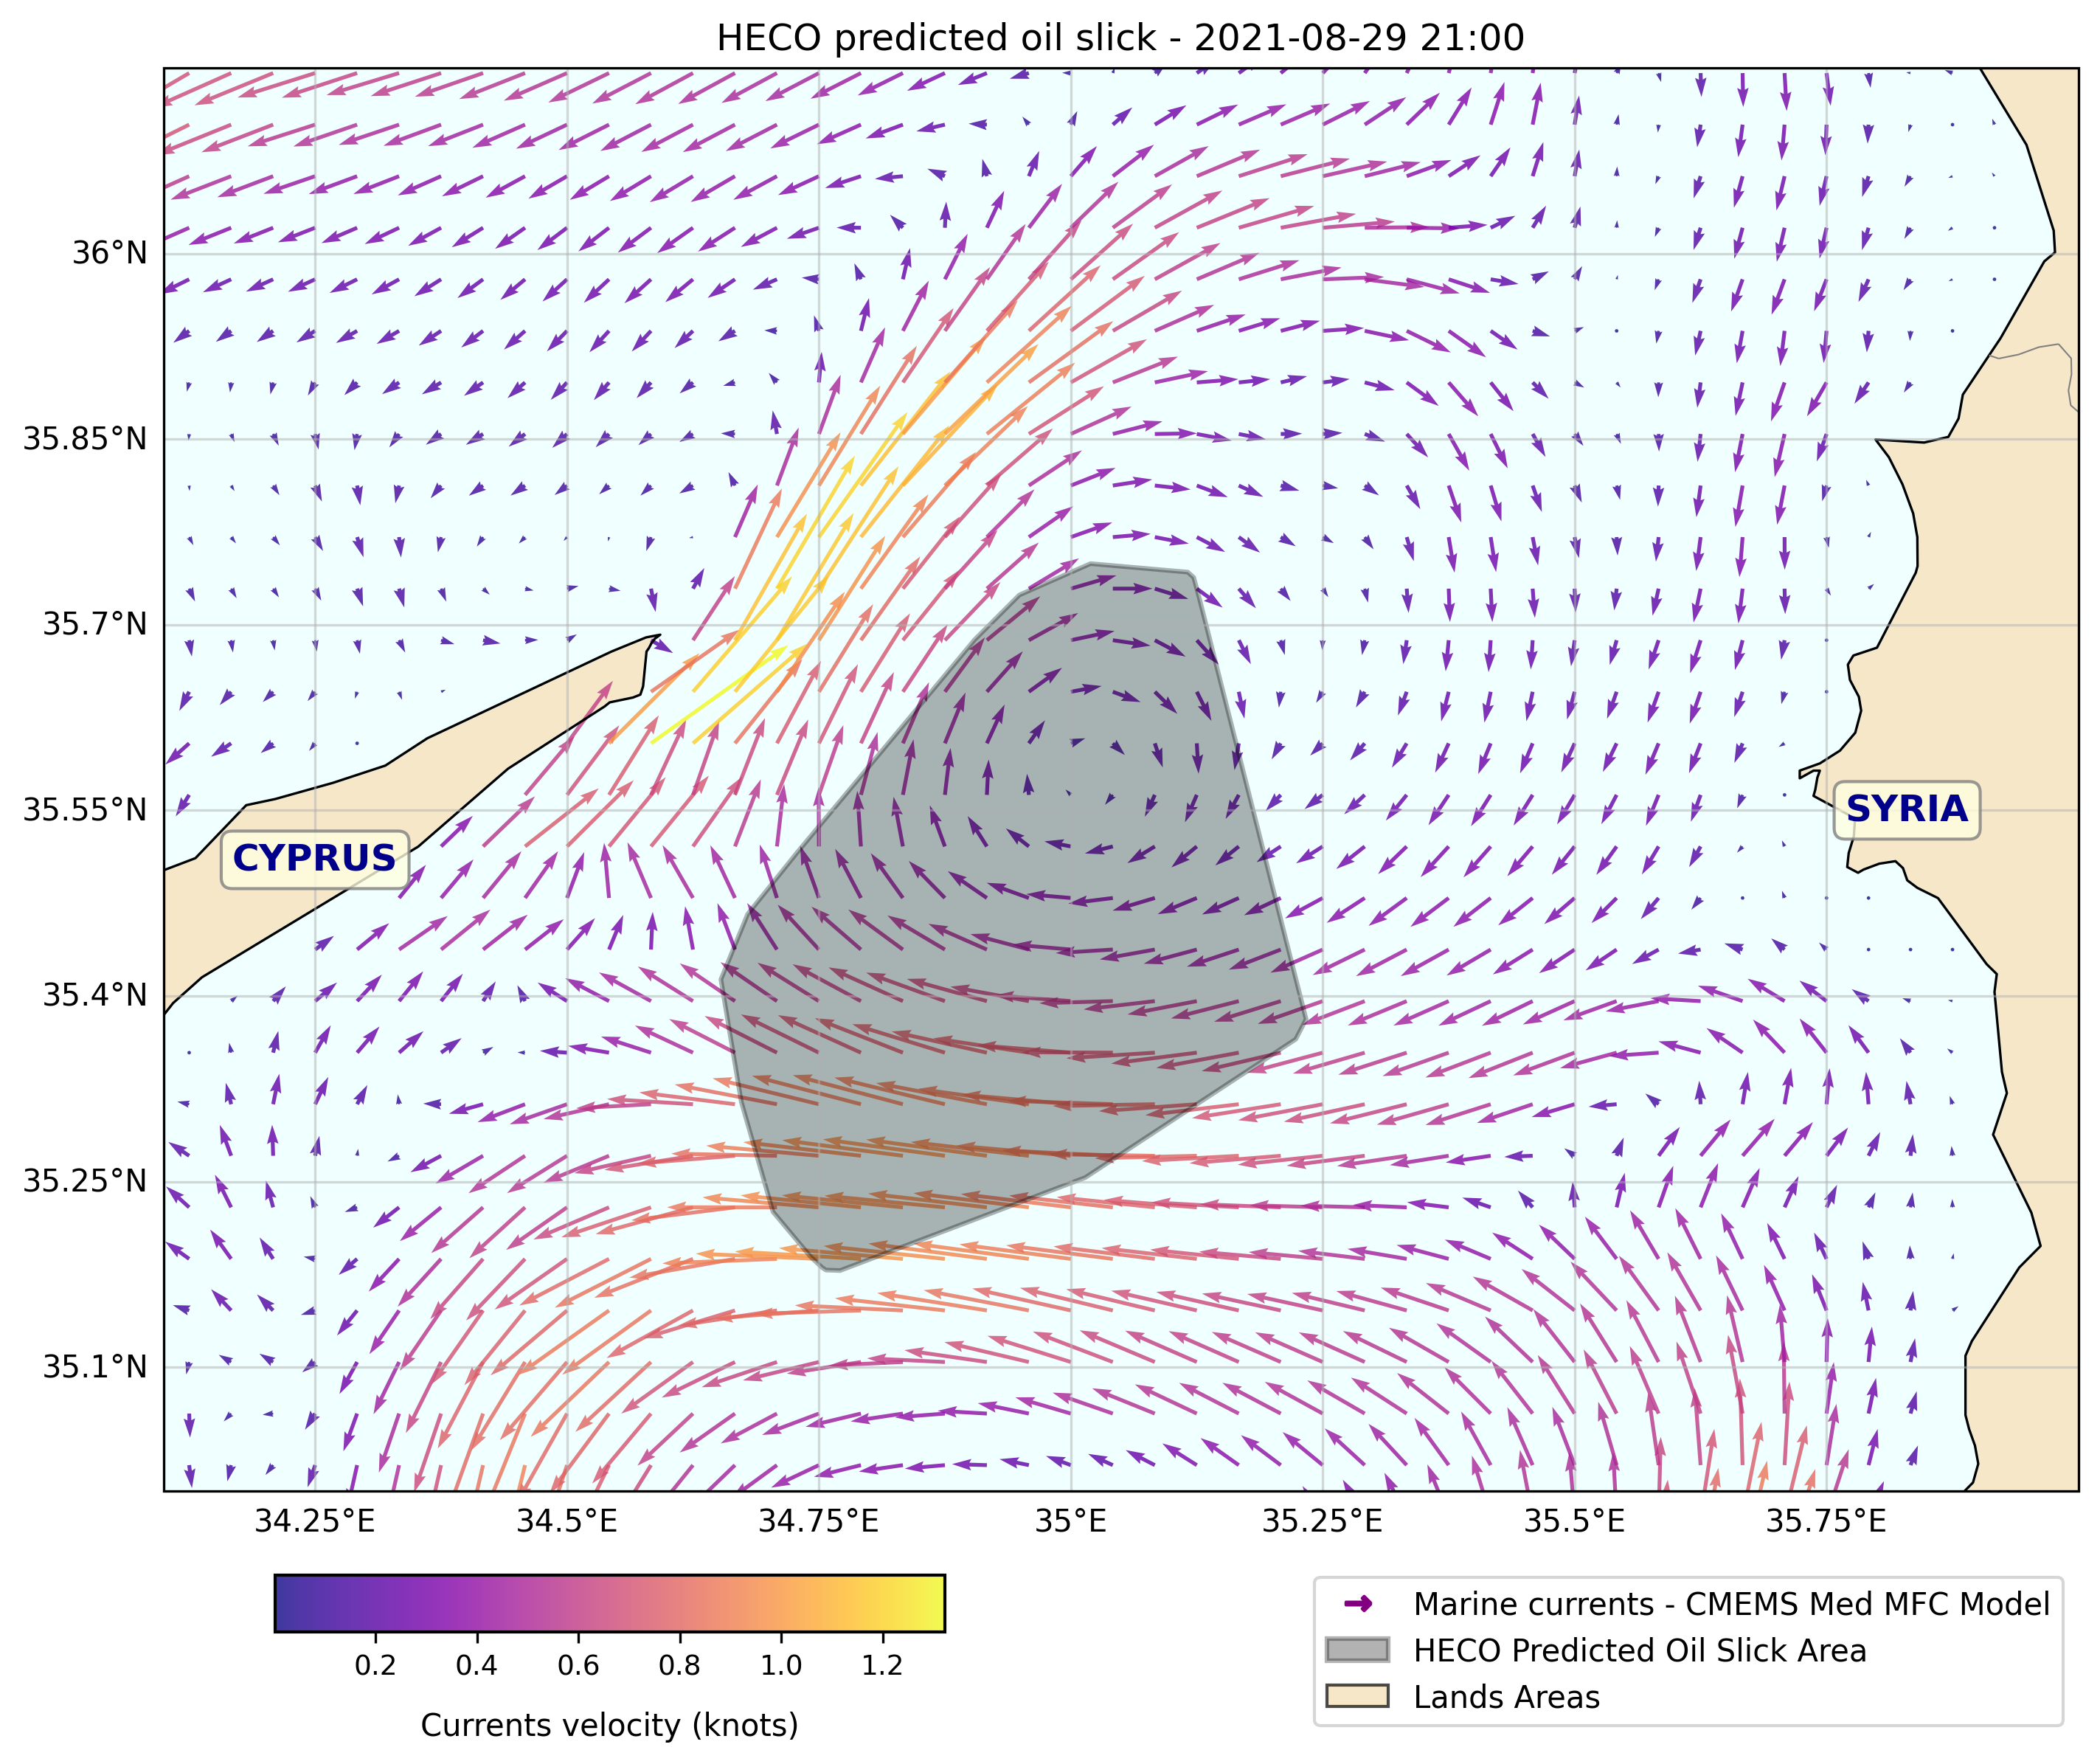 HECO predicted oil slick - 2021-08-29 21:00
36°N
35.85°N
35.7°N
35.55°N
35.4°N
35.25°N
35.1°N
CYPRUS
SYRIA
34.25°E 34.5°E 34.75°E 35°E 35.25°E 35.5°E 35.75°E
0.2 0.4 0.6 0.8 1.0 1.2
Currents velocity (knots)
Marine currents - CMEMS Med MFC Model
HECO Predicted Oil Slick Area
Lands Areas